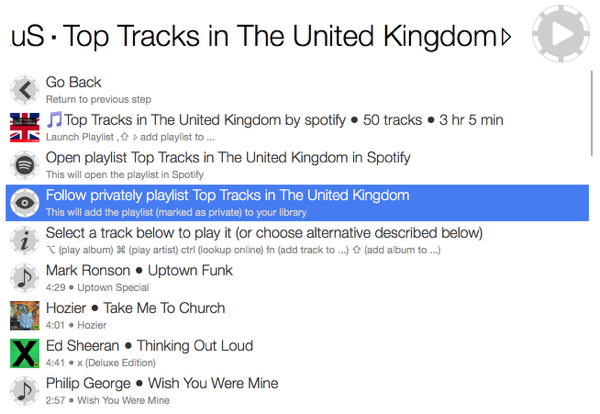 uS · Top Tracks in The United Kingdom▹
Go Back
Return to previous step
🎵Top Tracks in The United Kingdom by spotify ● 50 tracks ● 3 hr 5 min
Launch Playlist ,⇧ ▹ add playlist to ...
Open playlist Top Tracks in The United Kingdom in Spotify
This will open the playlist in Spotify
Follow privately playlist Top Tracks in The United Kingdom
This will add the playlist (marked as private) to your library
Select a track below to play it (or choose alternative described below)
⌥ (play album) ⌘ (play artist) ctrl (lookup online) fn (add track to ...) ⇧ (add album to ...)
Mark Ronson ● Uptown Funk
4:29 ● Uptown Special
Hozier ● Take Me To Church
4:01 ● Hozier
Ed Sheeran ● Thinking Out Loud
4:41 ● x (Deluxe Edition)
Philip George ● Wish You Were Mine
2:57 ● Wish You Were Mine